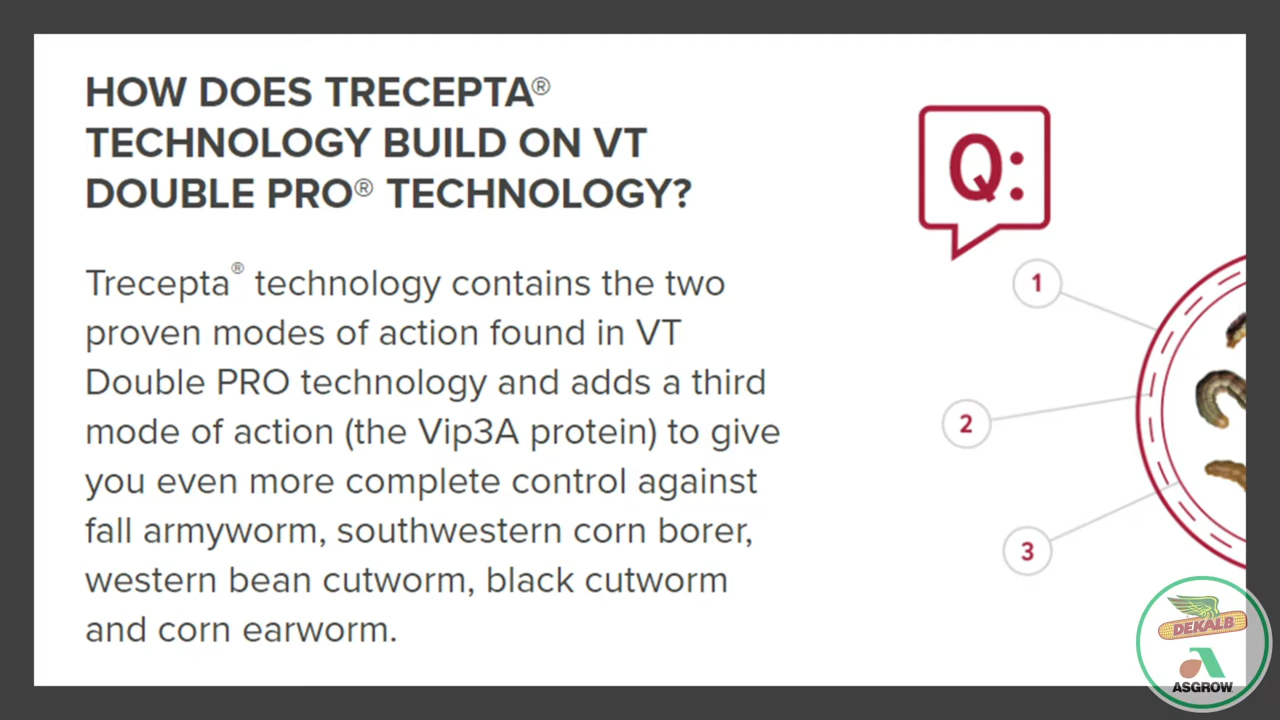 HOW DOES TRECEPTA®
TECHNOLOGY BUILD ON VT
DOUBLE PRO® TECHNOLOGY?
Trecepta® technology contains the two
proven modes of action found in VT
Double PRO technology and adds a third
mode of action (the Vip3A protein) to give
you even more complete control against
fall armyworm, southwestern corn borer,
western bean cutworm, black cutworm
and corn earworm.
Q:
1
2
3
DEKALB
ASGROW